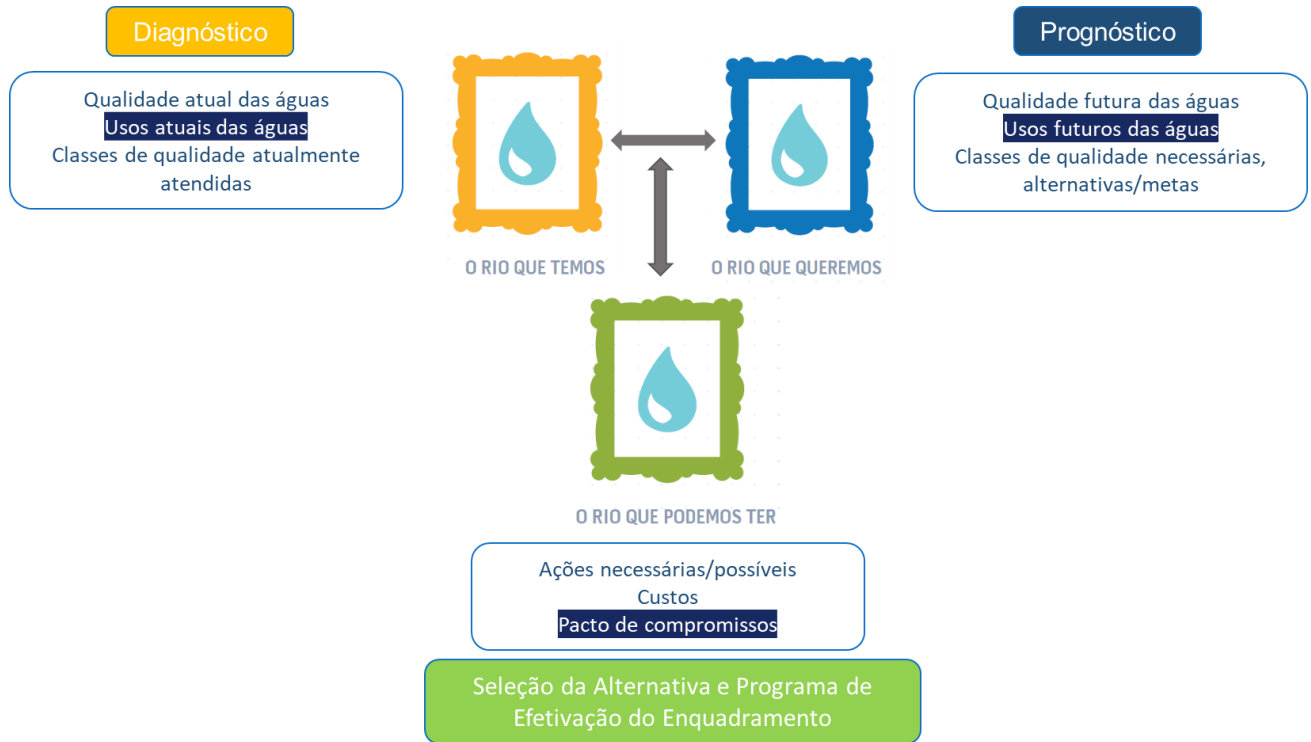 Diagnóstico
Qualidade atual das águas
Usos atuais das águas
Classes de qualidade atualmente
atendidas
Prognóstico
Qualidade futura das águas
Usos futuros das águas
Classes de qualidade necessárias,
alternativas/metas
O RIO QUE TEMOS
O RIO QUE QUEREMOS
O RIO QUE PODEMOS TER
Ações necessárias/possíveis
Custos
Pacto de compromissos
Seleção da Alternativa e Programa de
Efetivação do Enquadramento